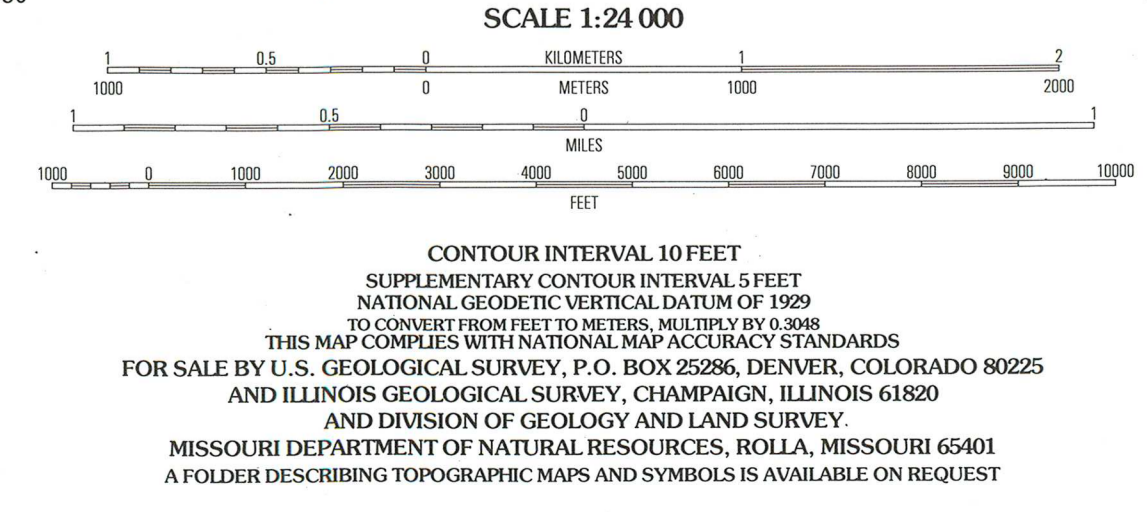 SCALE 1:24 000
1 0.5 0 KILOMETERS 1 2
1000 0 METERS 1000 2000
1 0.5 0 1
MILES
1000 0 1000 2000 3000 4000 5000 6000 7000 8000 9000 10000
FEET
CONTOUR INTERVAL 10 FEET
SUPPLEMENTARY CONTOUR INTERVAL 5 FEET
NATIONAL GEODETIC VERTICAL DATUM OF 1929
TO CONVERT FROM FEET TO METERS, MULTIPLY BY 0.3048
THIS MAP COMPLIES WITH NATIONAL MAP ACCURACY STANDARDS
FOR SALE BY U.S. GEOLOGICAL SURVEY, P.O. BOX 25286, DENVER, COLORADO 80225
AND ILLINOIS GEOLOGICAL SURVEY, CHAMPAIGN, ILLINOIS 61820
AND DIVISION OF GEOLOGY AND LAND SURVEY
MISSOURI DEPARTMENT OF NATURAL RESOURCES, ROLLA, MISSOURI 65401
A FOLDER DESCRIBING TOPOGRAPHIC MAPS AND SYMBOLS IS AVAILABLE ON REQUEST